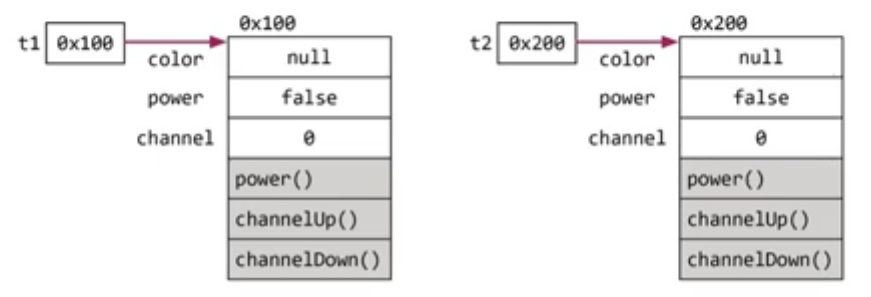 0x100
t1 0x100
color null
power false
channel 0
power()
channelUp()
channelDown()
0x200
t2 0x200
color null
power false
channel 0
power()
channelUp()
channelDown()